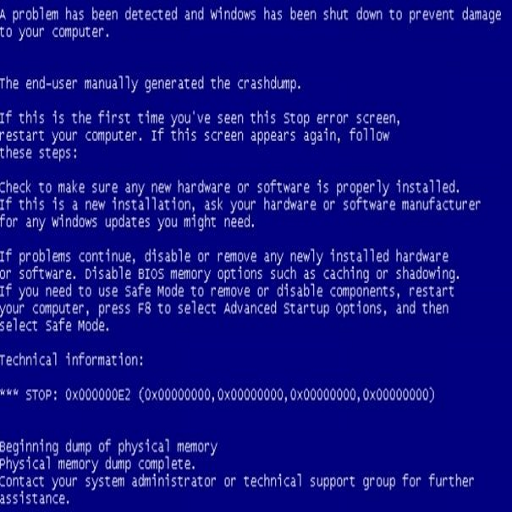 A problem has been detected and Windows has been shut down to prevent damage
to your computer.
The end-user manually generated the crashdump.
If this is the first time you've seen this Stop error screen,
restart your computer. If this screen appears again, follow
these steps:
Check to make sure any new hardware or software is properly installed.
If this is a new installation, ask your hardware or software manufacturer
for any Windows updates you might need.
If problems continue, disable or remove any newly installed hardware
or software. Disable BIOS memory options such as caching or shadowing.
If you need to use Safe Mode to remove or disable components, restart
your computer, press F8 to select Advanced Startup Options, and then
select Safe Mode.
Technical information:
*** STOP: 0x000000E2 (0x00000000,0x00000000,0x00000000,0x00000000)
Beginning dump of physical memory
Physical memory dump complete.
Contact your system administrator or technical support group for further
assistance.